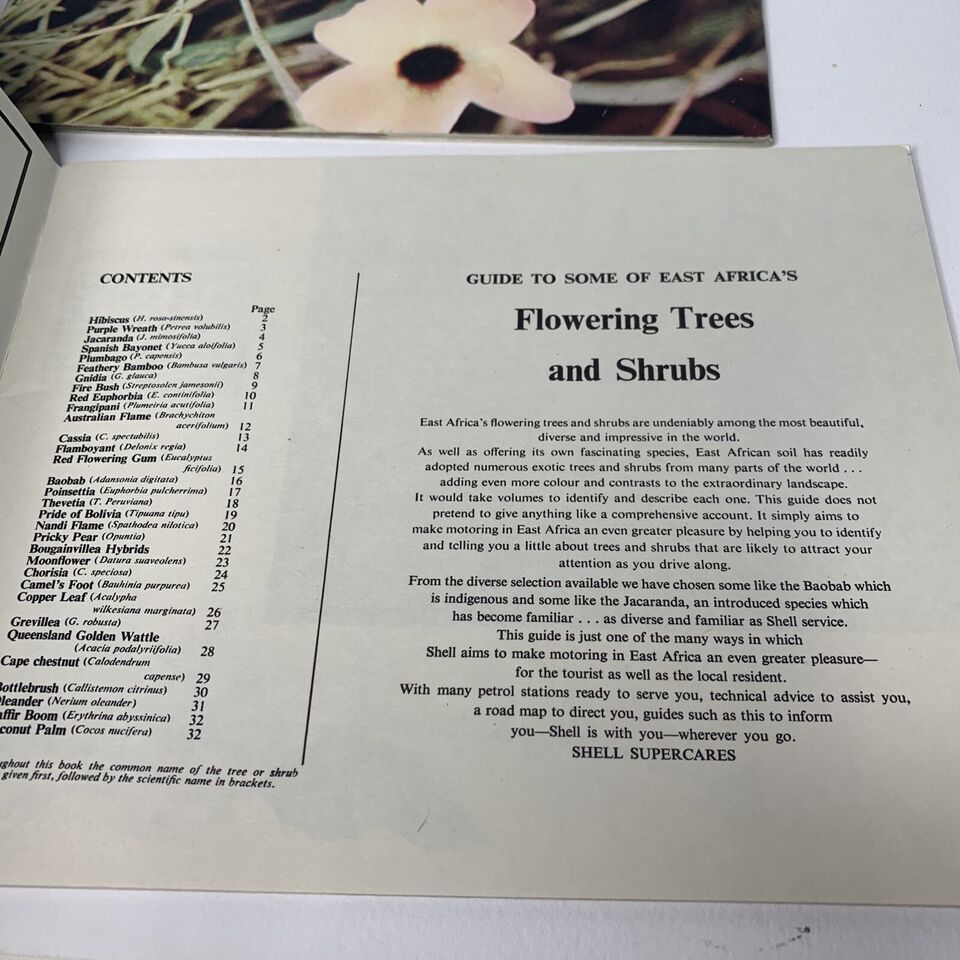 CONTENTS
Page
Hibiscus (H. rosa-sinensis) 2
Purple Wreath (Petrea volubilis) 3
Jacaranda (J. mimosifolia) 4
Spanish Bayonet (Yucca aloifolia) 5
Plumbago (P. capensis) 6
Feathery Bamboo (Bambusa vulgaris) 7
Gnidia (G. glauca) 8
Fire Bush (Streptosolen jamesonii) 9
Red Euphorbia (E. continifolia) 10
Frangipani (Plumeiria acutifolia) 11
Australian Flame (Brachychiton
acerifolium) 12
Cassia (C. spectabilis) 13
Flamboyant (Delonix regia) 14
Red Flowering Gum (Eucalyptus
ficifolia) 15
Baobab (Adansonia digitata) 16
Poinsettia (Euphorbia pulcherrima) 17
Thevetia (T. Peruviana) 18
Pride of Bolivia (Tipuana tipu) 19
Nandi Flame (Spathodea nilotica) 20
Pricky Pear (Opuntia) 21
Bougainvillea Hybrids 22
Moonflower (Datura suaveolens) 23
Chorisia (C. speciosa) 24
Camel's Foot (Bauhinia purpurea) 25
Copper Leaf (Acalypha
wilkesiana marginata) 26
Grevillea (G. robusta) 27
Queensland Golden Wattle
(Acacia podalyriifolia) 28
Cape chestnut (Calodendrum
capense) 29
ottlebrush (Callistemon citrinus) 30
leander (Nerium oleander) 31
affir Boom (Erythrina abyssinica) 32
conut Palm (Cocos nucifera) 32
ughout this book the common name of the tree or shrub
given first, followed by the scientific name in brackets.
GUIDE TO SOME OF EAST AFRICA'S
Flowering Trees
and Shrubs
East Africa's flowering trees and shrubs are undeniably among the most beautiful,
diverse and impressive in the world.
As well as offering its own fascinating species, East African soil has readily
adopted numerous exotic trees and shrubs from many parts of the world . . .
adding even more colour and contrasts to the extraordinary landscape.
It would take volumes to identify and describe each one. This guide does not
pretend to give anything like a comprehensive account. It simply aims to
make motoring in East Africa an even greater pleasure by helping you to identify
and telling you a little about trees and shrubs that are likely to attract your
attention as you drive along.
From the diverse selection available we have chosen some like the Baobab which
is indigenous and some like the Jacaranda, an introduced species which
has become familiar . . . as diverse and familiar as Shell service.
This guide is just one of the many ways in which
Shell aims to make motoring in East Africa an even greater pleasure—
for the tourist as well as the local resident.
With many petrol stations ready to serve you, technical advice to assist you,
a road map to direct you, guides such as this to inform
you—Shell is with you—wherever you go.
SHELL SUPERCARES